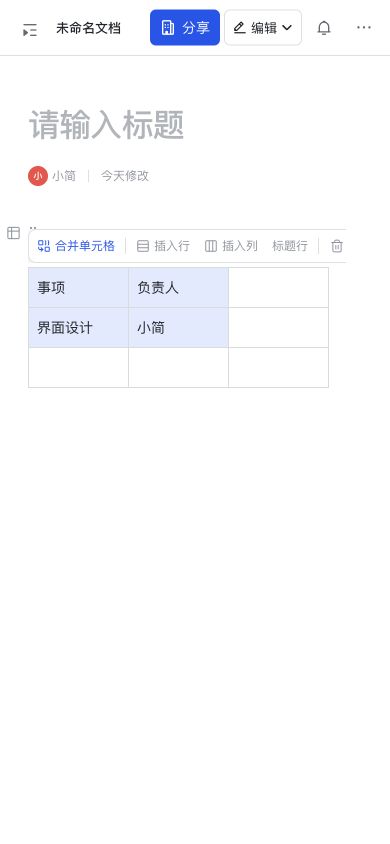 未命名文档 分享 编辑
请输入标题
小 小简 今天修改
合并单元格 插入行 插入列 标题行
事项 负责人
界面设计 小简